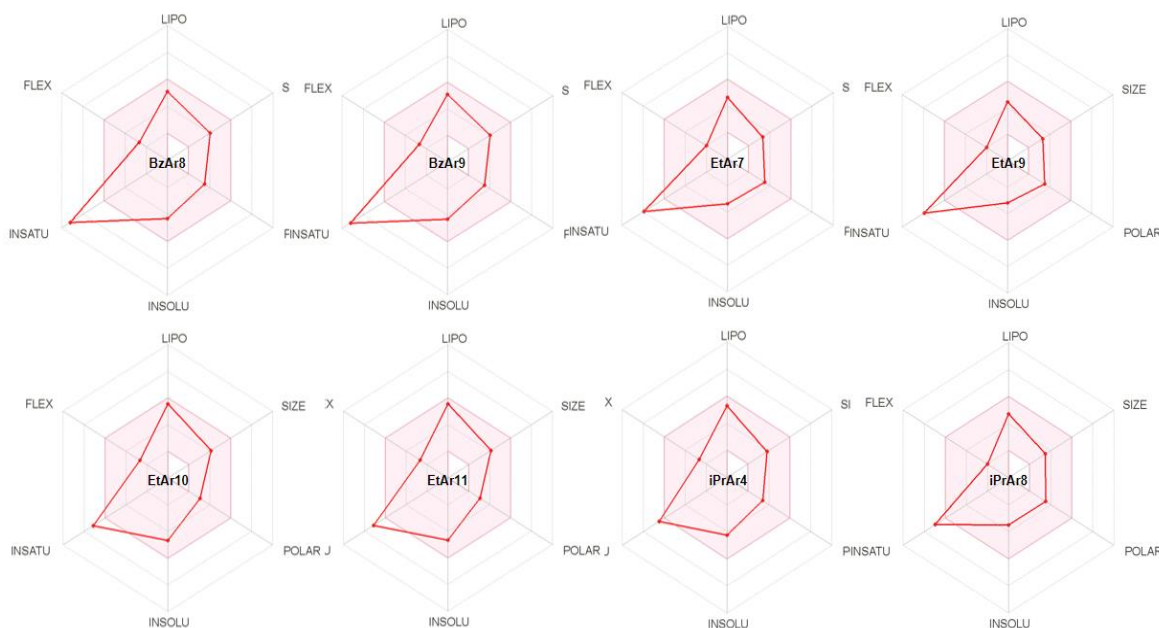 LIPO LIPO LIPO LIPO
FLEX S FLEX S FLEX S FLEX SIZE
BzAr8 BzAr9 EtAr7 EtAr9
INSATU FINSATU F INSATU FINSATU POLAR
INSOLU INSOLU INSOLU INSOLU
LIPO LIPO LIPO LIPO
FLEX SIZE X SIZE X SI FLEX SIZE
EtAr10 EtAr11 iPrAr4 iPrAr8
INSATU POLAR J POLAR J PINSATU POLAR
INSOLU INSOLU INSOLU INSOLU